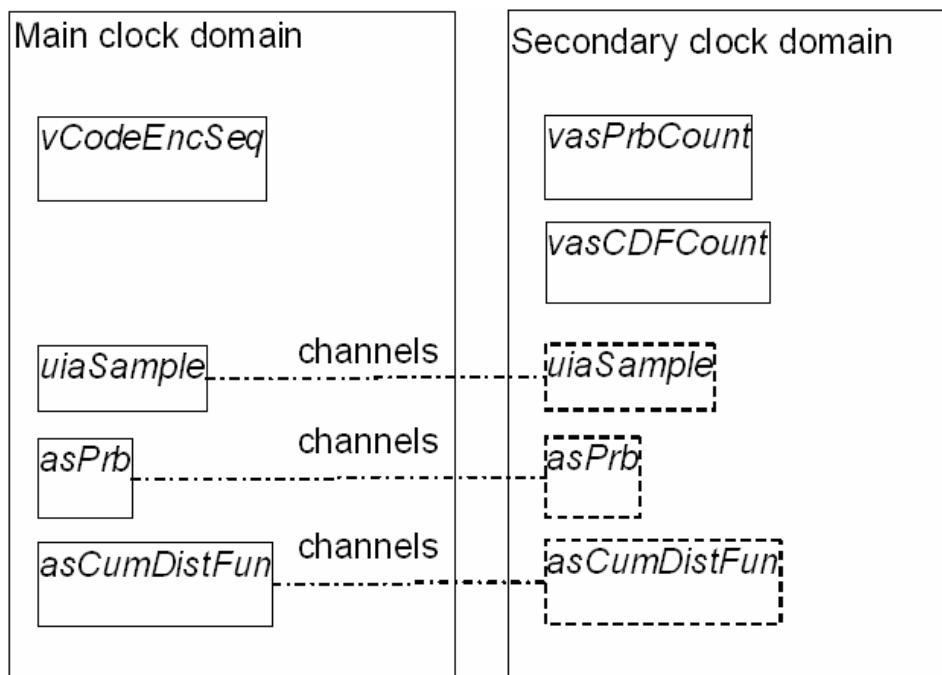 Main clock domain
Secondary clock domain
vCodeEncSeq
vasPrbCount
vasCDFCount
uiaSample
channels
uiaSample
asPrb
channels
asPrb
asCumDistFun
channels
asCumDistFun